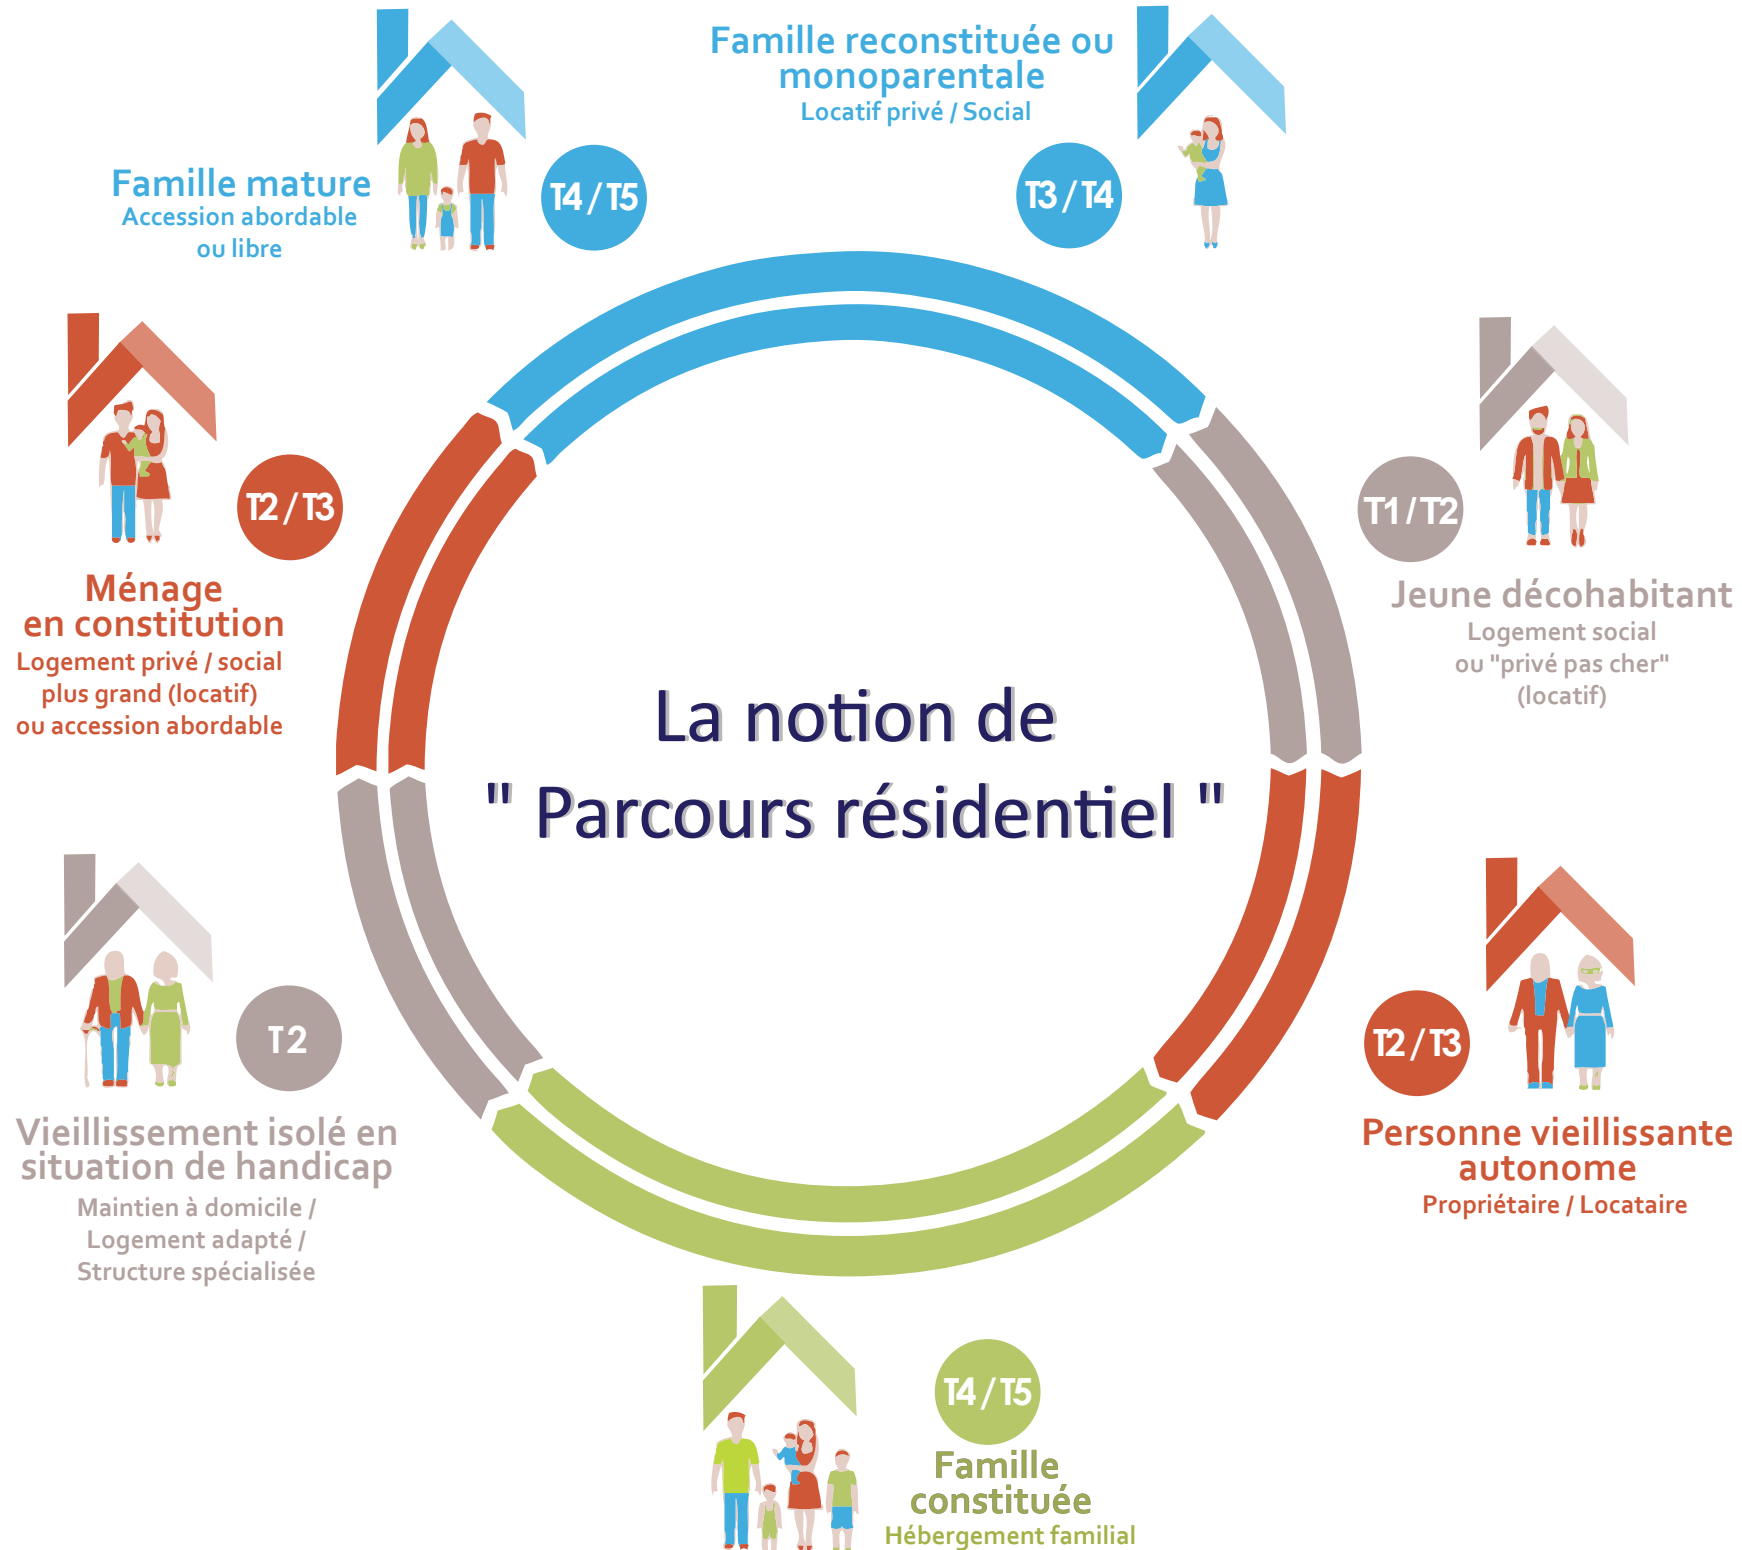 Famille reconstituée ou
monoparentale
Locatif privé / Social
T3 / T4
Famille mature
Accession abordable
ou libre
T4 / T5
T2 / T3
Ménage
en constitution
Logement privé / social
plus grand (locatif)
ou accession abordable
T1 / T2
Jeune décohabitant
Logement social
ou "privé pas cher"
(locatif)
La notion de
" Parcours résidentiel "
T2
Vieillissement isolé en
situation de handicap
Maintien à domicile /
Logement adapté /
Structure spécialisée
T2 / T3
Personne vieillissante
autonome
Propriétaire / Locataire
T4 / T5
Famille
constituée
Hébergement familial